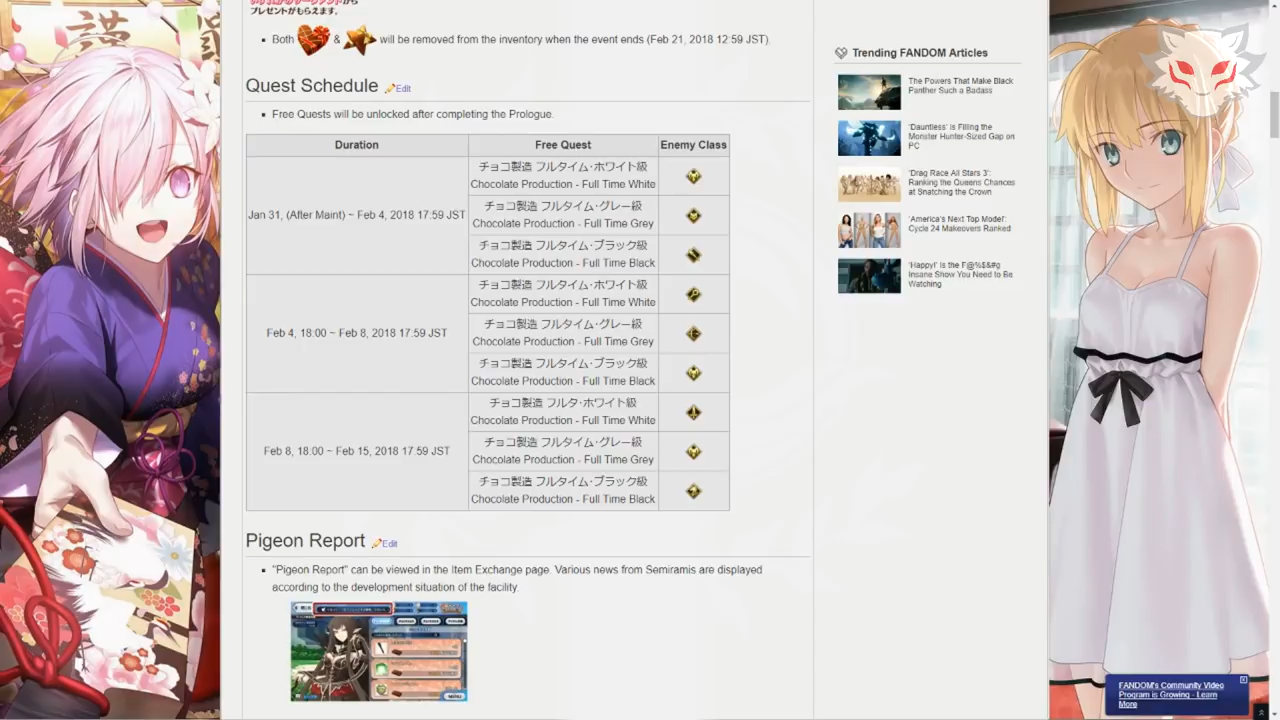 プレゼントがもらえます。
Both & will be removed from the inventory when the event ends (Feb 21, 2018 12:59 JST).
Quest Schedule Edit
Free Quests will be unlocked after completing the Prologue.
Duration Free Quest Enemy Class
Jan 31, (After Maint) ~ Feb 4, 2018 17:59 JST
チョコ製造 フルタイム・ホワイト級
Chocolate Production - Full Time White
チョコ製造 フルタイム・グレー級
Chocolate Production - Full Time Grey
チョコ製造 フルタイム・ブラック級
Chocolate Production - Full Time Black
Feb 4, 18:00 ~ Feb 8, 2018 17:59 JST
チョコ製造 フルタイム・ホワイト級
Chocolate Production - Full Time White
チョコ製造 フルタイム・グレー級
Chocolate Production - Full Time Grey
チョコ製造 フルタイム・ブラック級
Chocolate Production - Full Time Black
Feb 8, 18:00 ~ Feb 15, 2018 17:59 JST
チョコ製造 フルタ・ホワイト級
Chocolate Production - Full Time White
チョコ製造 フルタイム・グレー級
Chocolate Production - Full Time Grey
チョコ製造 フルタイム・ブラック級
Chocolate Production - Full Time Black
Pigeon Report Edit
"Pigeon Report" can be viewed in the Item Exchange page. Various news from Semiramis are displayed
according to the development situation of the facility.
Trending FANDOM Articles
The Powers That Make Black
Panther Such a Badass
'Dauntless' is Filling the
Monster Hunter-Sized Gap on
PC
'Drag Race All Stars 3':
Ranking the Queens Chances
at Snatching the Crown
'America's Next Top Model':
Cycle 24 Makeovers Ranked
'Happy!' is the F@%$&#g
Insane Show You Need to Be
Watching
FANDOM's Community Video
Program is Growing - Learn
More